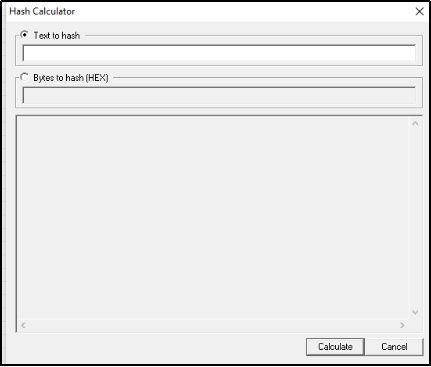 Hash Calculator
Text to hash
Bytes to hash (HEX)
Calculate Cancel